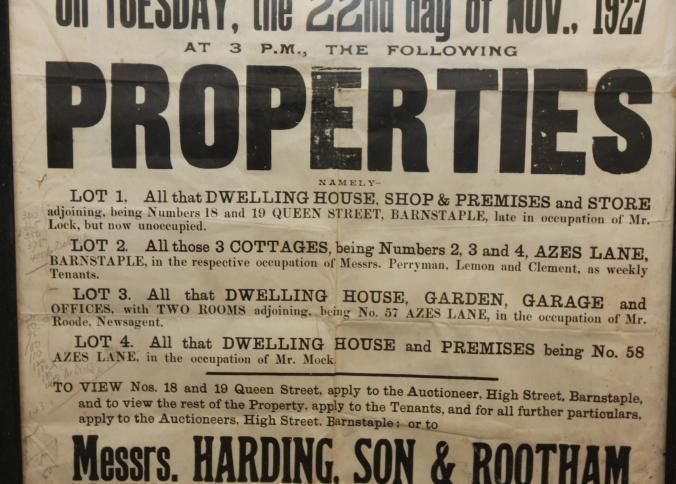 on TUESDAY, the 22nd day of NOV., 1927
AT 3 P.M., THE FOLLOWING
PROPERTIES
NAMELY—
LOT 1. All that DWELLING HOUSE, SHOP & PREMISES and STORE
adjoining, being Numbers 18 and 19 QUEEN STREET, BARNSTAPLE, late in occupation of Mr.
Lock, but now unoccupied.
LOT 2. All those 3 COTTAGES, being Numbers 2, 3 and 4, AZES LANE,
BARNSTAPLE, in the respective occupation of Messrs. Perryman, Lemon and Clement, as weekly
Tenants.
LOT 3. All that DWELLING HOUSE, GARDEN, GARAGE and
OFFICES, with TWO ROOMS adjoining, being No. 57 AZES LANE, in the occupation of Mr.
Roode, Newsagent.
LOT 4. All that DWELLING HOUSE and PREMISES being No. 58
AZES LANE, in the occupation of Mr. Mock.
TO VIEW Nos. 18 and 19 Queen Street, apply to the Auctioneer, High Street, Barnstaple,
and to view the rest of the Property, apply to the Tenants, and for all further particulars,
apply to the Auctioneers, High Street, Barnstaple; or to
Messrs. HARDING, SON & ROOTHAM